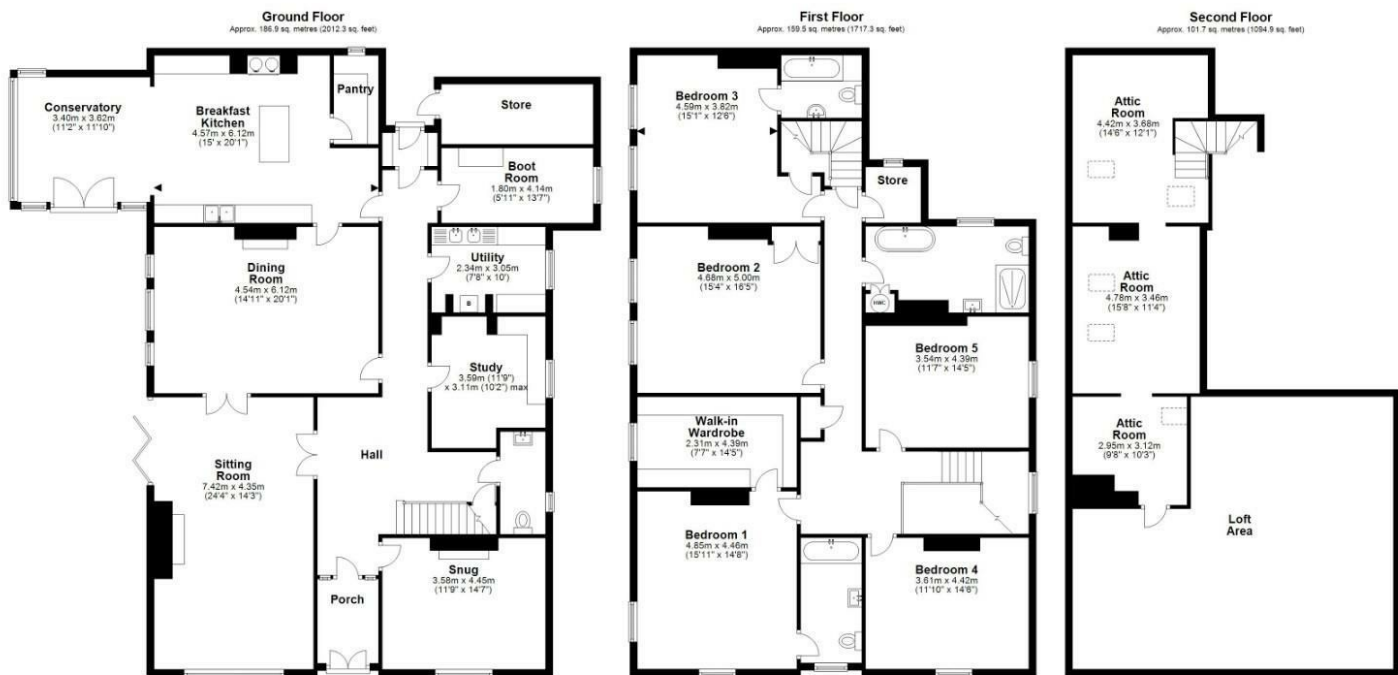 Ground Floor
Approx. 186.9 sq. metres (2012.3 sq. feet)
Conservatory
3.40m x 3.62m
(11'2" x 11'10")
Breakfast
Kitchen
4.57m x 6.12m
(15' x 20'1")
Pantry
Store
Boot
Room
1.80m x 4.14m
(5'11" x 13'7")
Utility
2.34m x 3.05m
(7'8" x 10')
B
Dining
Room
4.54m x 6.12m
(14'11" x 20'1")
Study
3.59m (11'9")
x 3.11m (10'2") max
Sitting
Room
7.42m x 4.35m
(24'4" x 14'3")
Hall
Snug
3.58m x 4.45m
(11'9" x 14'7")
Porch
First Floor
Approx. 159.5 sq. metres (1717.3 sq. feet)
Bedroom 3
4.59m x 3.82m
(15'1" x 12'6")
Store
Bedroom 2
4.68m x 5.00m
(15'4" x 16'5")
HWC
Bedroom 5
3.54m x 4.39m
(11'7" x 14'5")
Walk-in
Wardrobe
2.31m x 4.39m
(7'7" x 14'5")
Bedroom 1
4.85m x 4.46m
(15'11" x 14'8")
Bedroom 4
3.61m x 4.42m
(11'10" x 14'6")
Second Floor
Approx. 101.7 sq. metres (1094.9 sq. feet)
Attic
Room
4.42m x 3.68m
(14'6" x 12'1")
Attic
Room
4.78m x 3.46m
(15'8" x 11'4")
Attic
Room
2.95m x 3.12m
(9'8" x 10'3")
Loft
Area